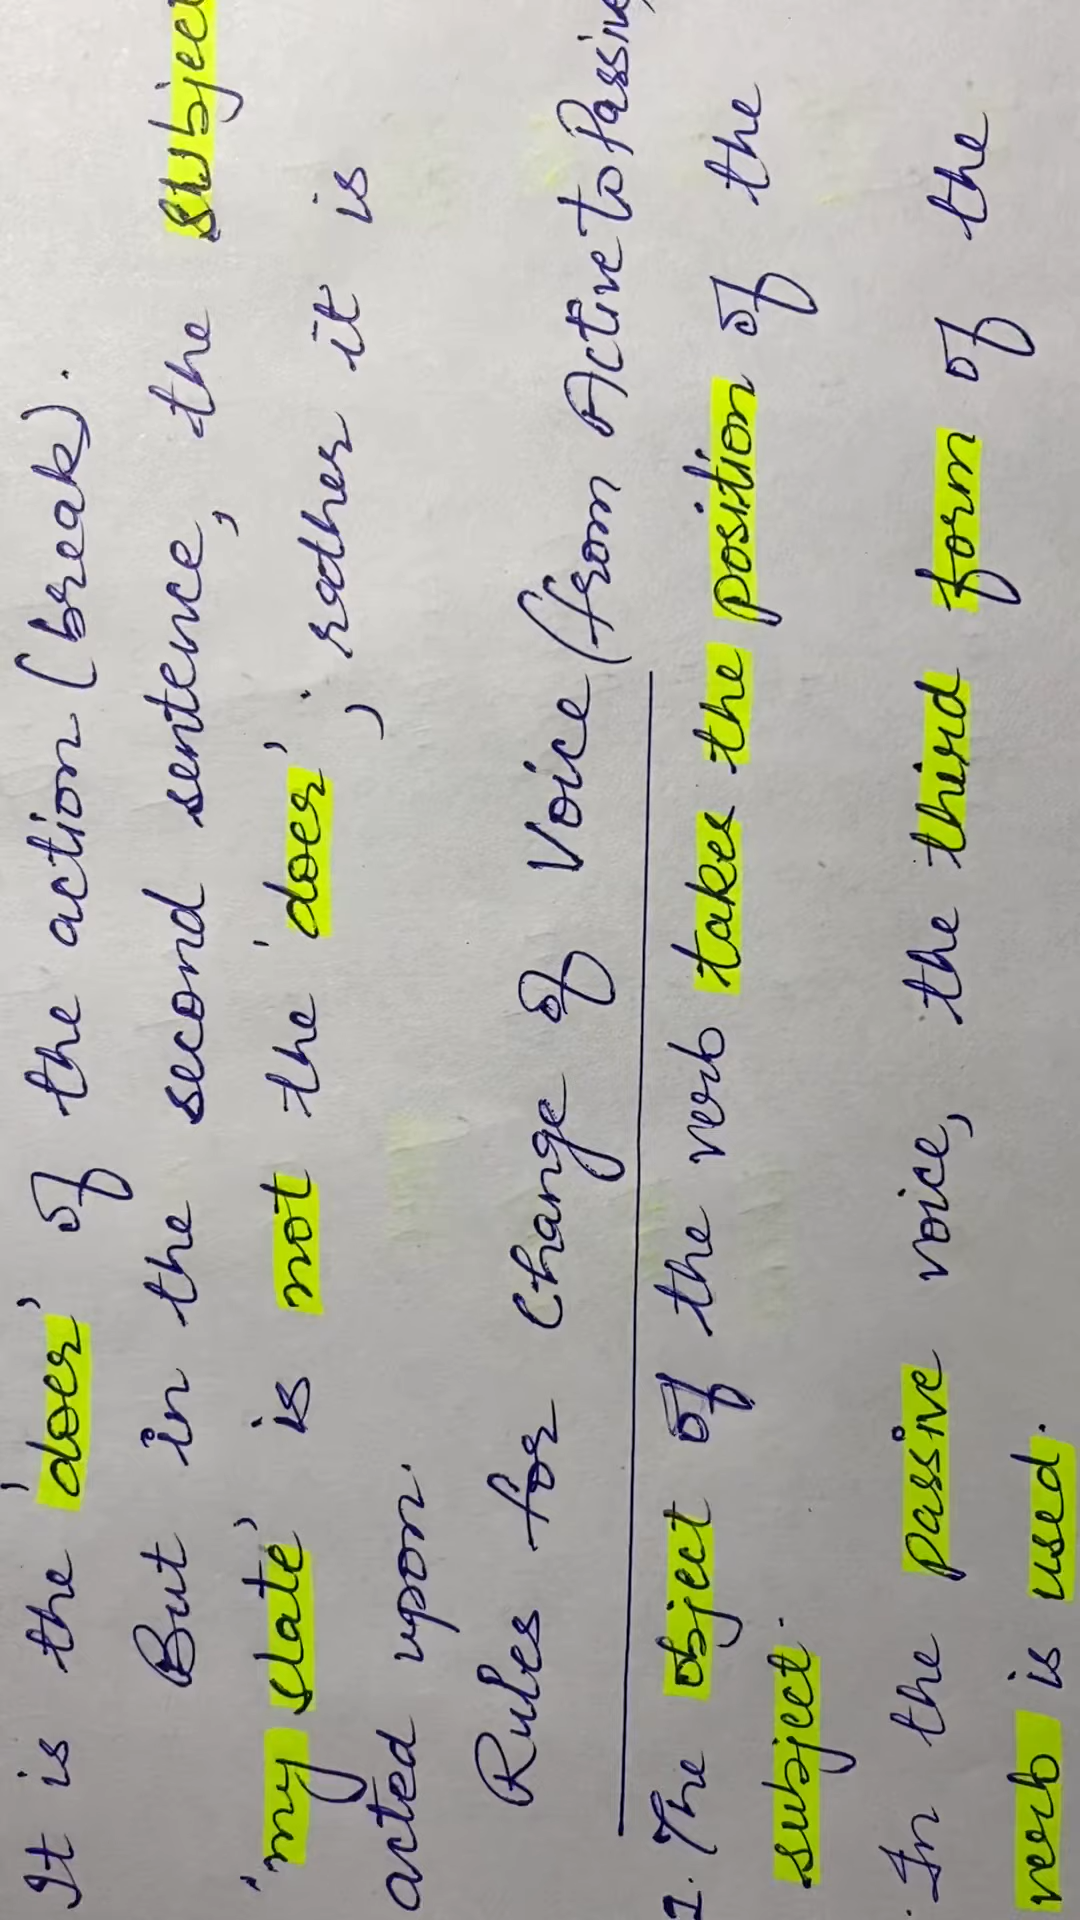 It is the 'doer' of the action (break).
But in the second sentence, the subjec
'my slate' is not the 'doer', ; rather it is
acted upon.
Rules for Change of Voice (from Active to Passive
1. The object of the verb takes the position of the
subject.
. In the passive voice, the third form of the
verb is used.